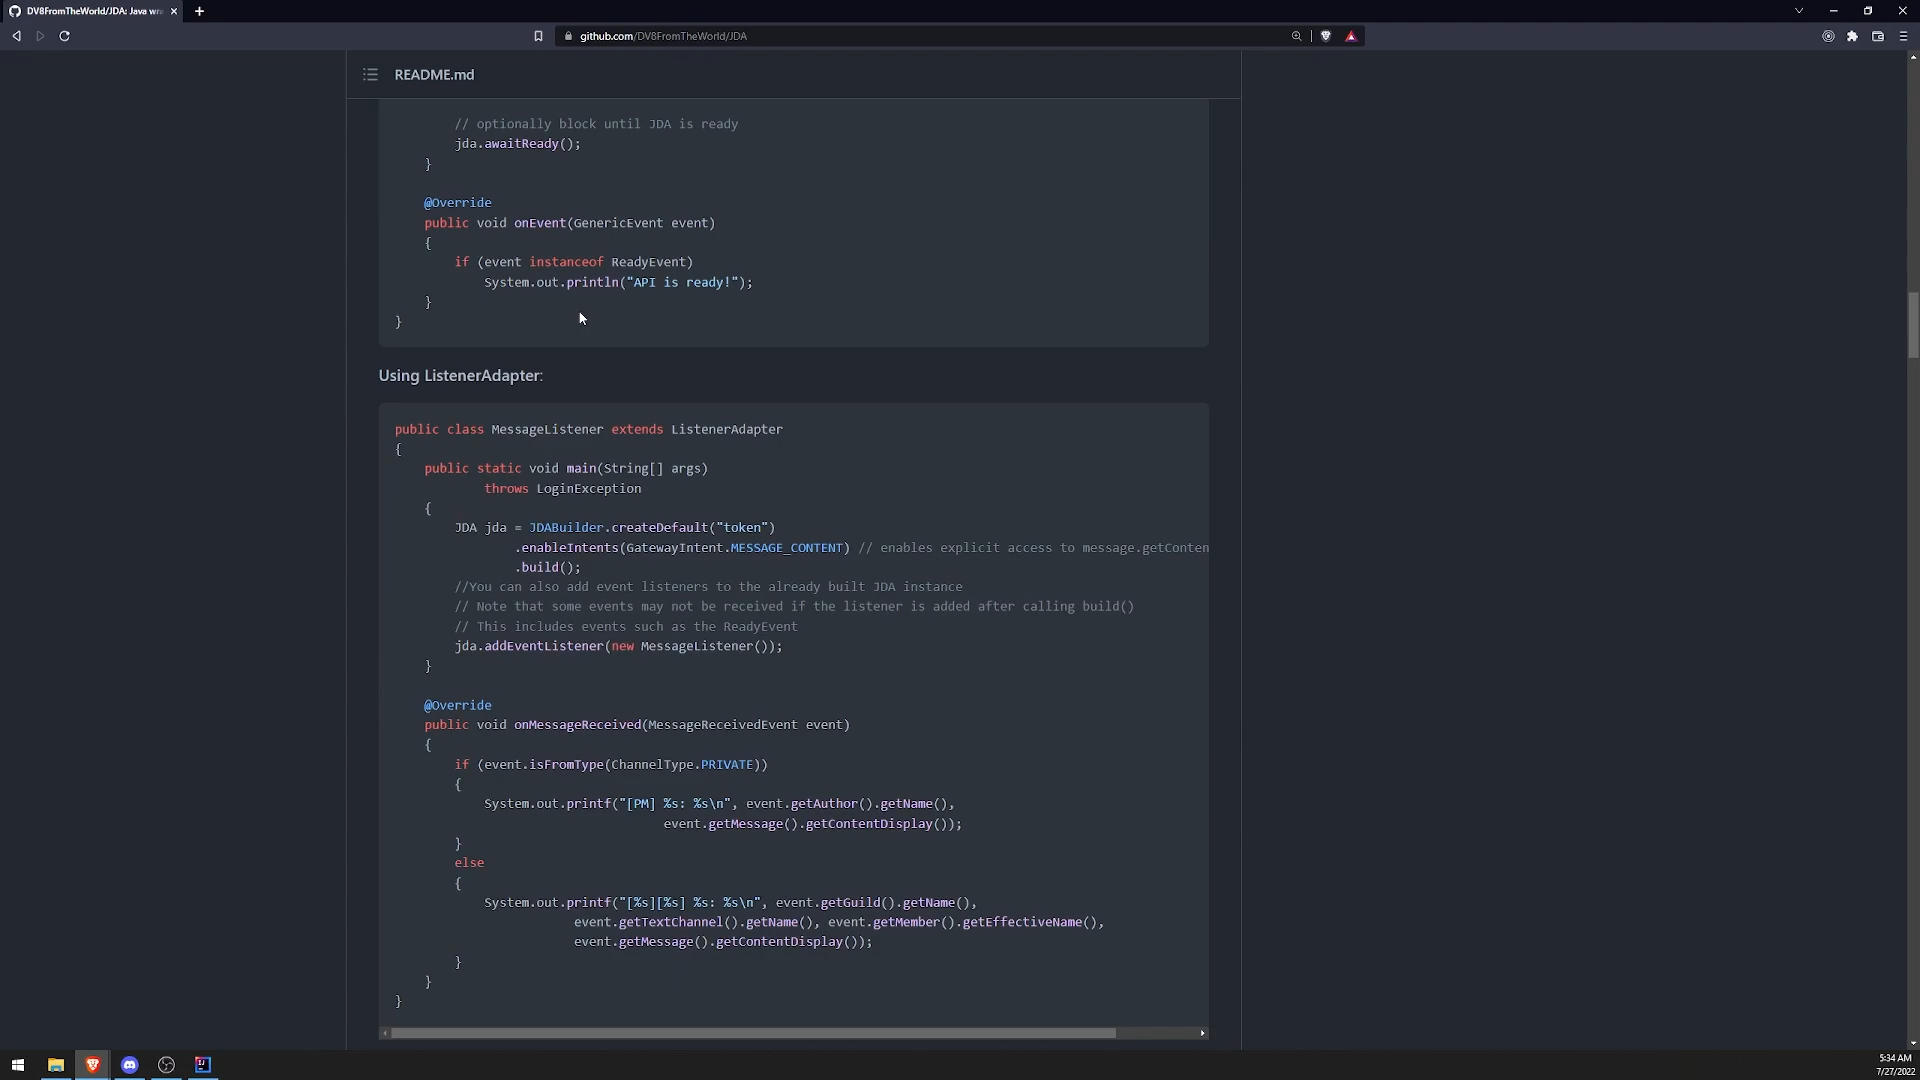 DV8FromTheWorld/JDA: Java wra
github.com/DV8FromTheWorld/JDA
README.md
// optionally block until JDA is ready
jda.awaitReady();
}
@Override
public void onEvent(GenericEvent event)
{
if (event instanceof ReadyEvent)
System.out.println("API is ready!");
}
}
Using ListenerAdapter:
public class MessageListener extends ListenerAdapter
{
public static void main(String[] args)
throws LoginException
{
JDA jda = JDABuilder.createDefault("token")
.enableIntents(GatewayIntent.MESSAGE_CONTENT) // enables explicit access to message.getConten
.build();
//You can also add event listeners to the already built JDA instance
// Note that some events may not be received if the listener is added after calling build()
// This includes events such as the ReadyEvent
jda.addEventListener(new MessageListener());
}
@Override
public void onMessageReceived(MessageReceivedEvent event)
{
if (event.isFromType(ChannelType.PRIVATE))
{
System.out.printf("[PM] %s: %s\n", event.getAuthor().getName(),
event.getMessage().getContentDisplay());
}
else
{
System.out.printf("[%s][%s] %s: %s\n", event.getGuild().getName(),
event.getTextChannel().getName(), event.getMember().getEffectiveName(),
event.getMessage().getContentDisplay());
}
}
}
5:34 AM
7/27/2022